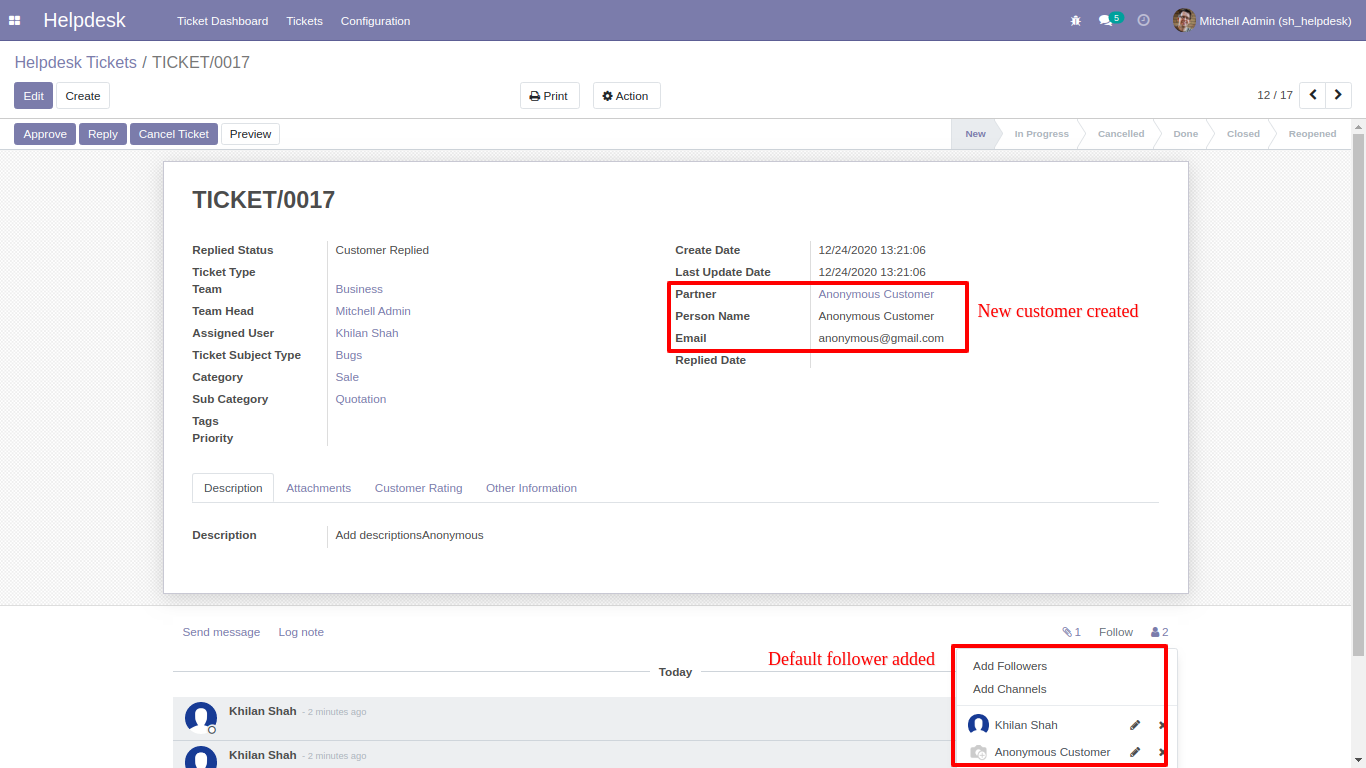 Helpdesk Ticket Dashboard Tickets Configuration 5 Mitchell Admin (sh_helpdesk)
Helpdesk Tickets / TICKET/0017
Edit Create Print Action 12 / 17
Approve Reply Cancel Ticket Preview New In Progress Cancelled Done Closed Reopened
TICKET/0017
Replied Status Customer Replied Create Date 12/24/2020 13:21:06
Ticket Type Last Update Date 12/24/2020 13:21:06
Team Business Partner Anonymous Customer
Team Head Mitchell Admin Person Name Anonymous Customer New customer created
Assigned User Khilan Shah Email anonymous@gmail.com
Ticket Subject Type Bugs Replied Date
Category Sale
Sub Category Quotation
Tags
Priority
Description Attachments Customer Rating Other Information
Description Add descriptionsAnonymous
Send message Log note 1 Follow 2
Default follower added Add Followers
Today
Add Channels
Khilan Shah - 2 minutes ago
Khilan Shah
Khilan Shah - 2 minutes ago
Anonymous Customer